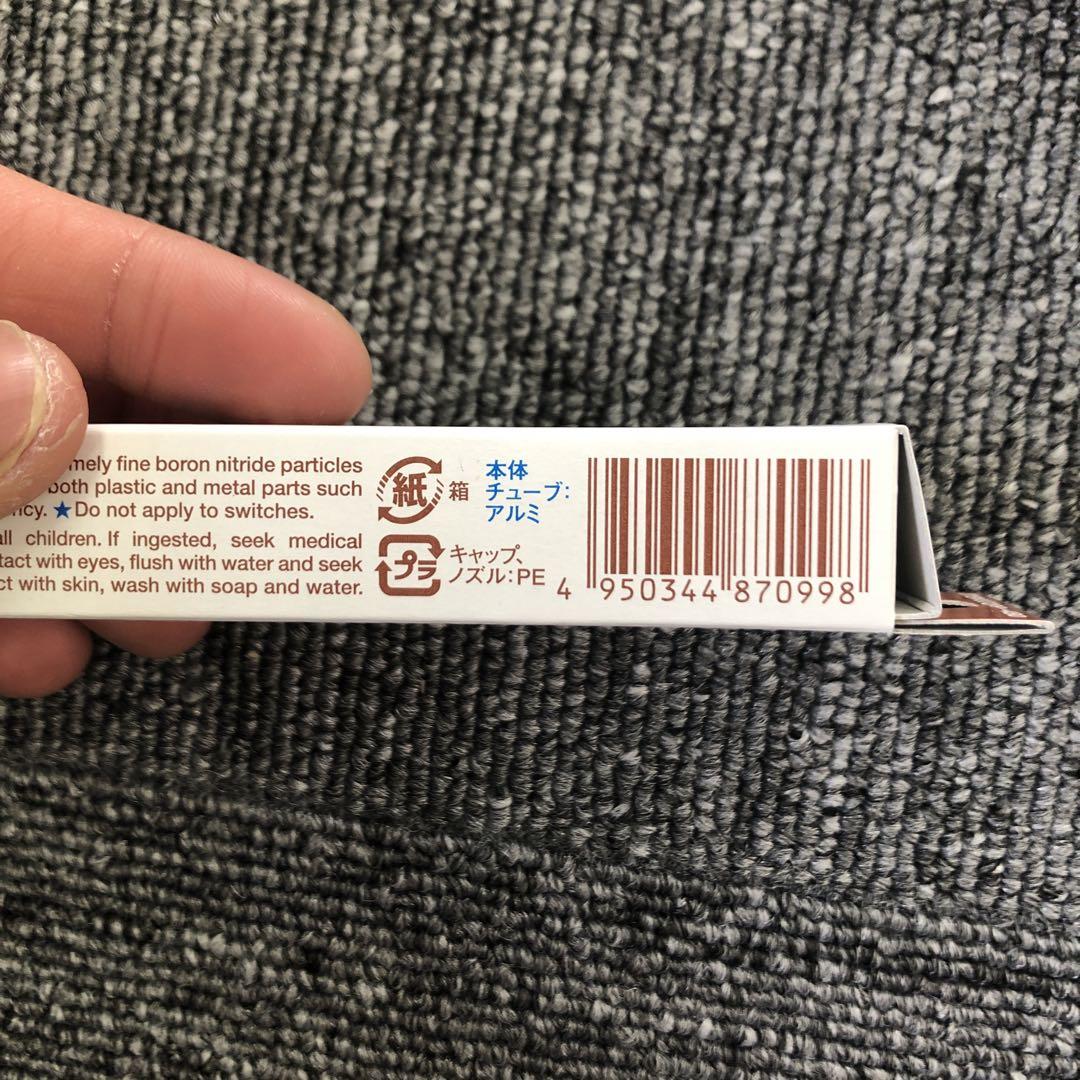 mely fine boron nitride particles
both plastic and metal parts such
ncy. ★Do not apply to switches.
all children. If ingested, seek medical
tact with eyes, flush with water and seek
ct with skin, wash with soap and water.
紙 箱
プラ キャップ、
ノズル:PE
本体
チューブ:
アルミ
4 950344 870998